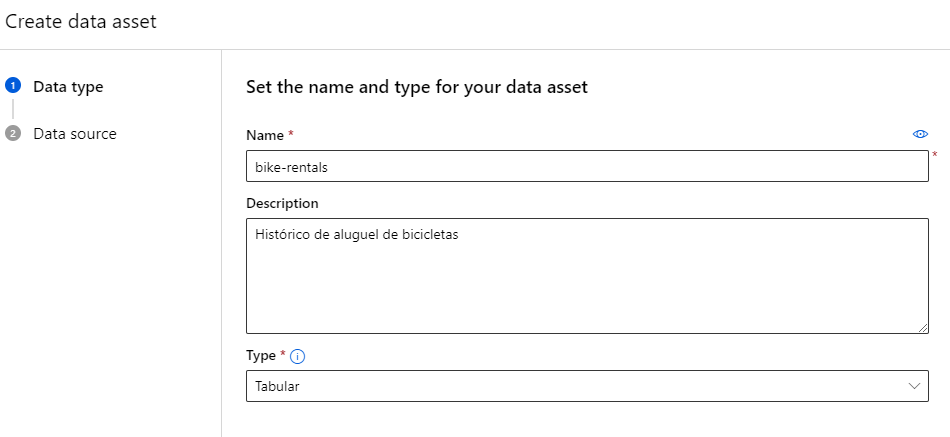 Create data asset
1 Data type
2 Data source
Set the name and type for your data asset
Name *
bike-rentals
*
Description
Histórico de aluguel de bicicletas
Type * i
Tabular